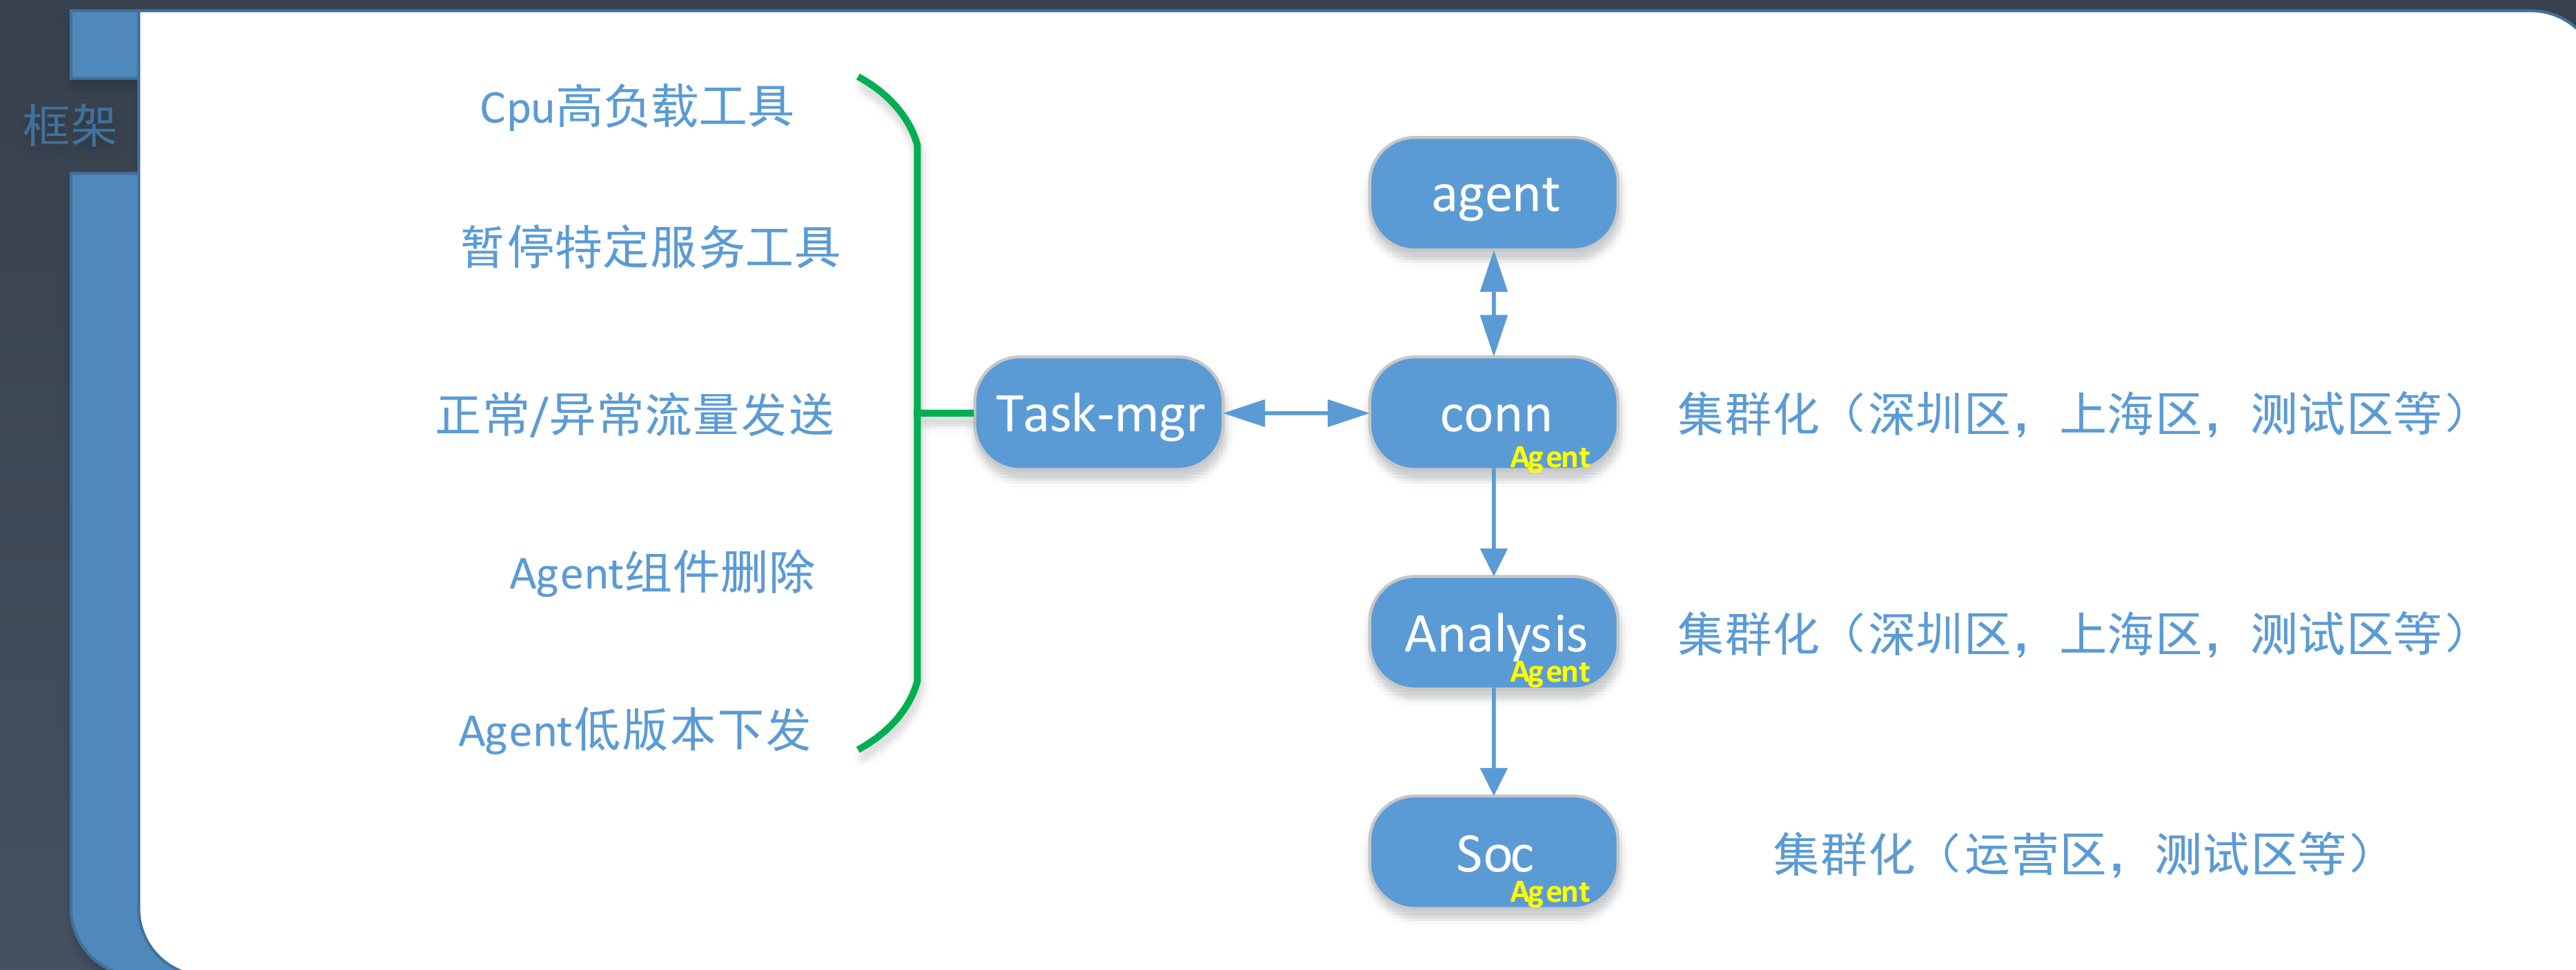 框架
Cpu高负载工具
暂停特定服务工具
正常/异常流量发送
Agent组件删除
Agent低版本下发
Task-mgr
agent
conn
Agent
集群化（深圳区，上海区，测试区等）
Analysis
Agent
集群化（深圳区，上海区，测试区等）
Soc
Agent
集群化（运营区，测试区等）